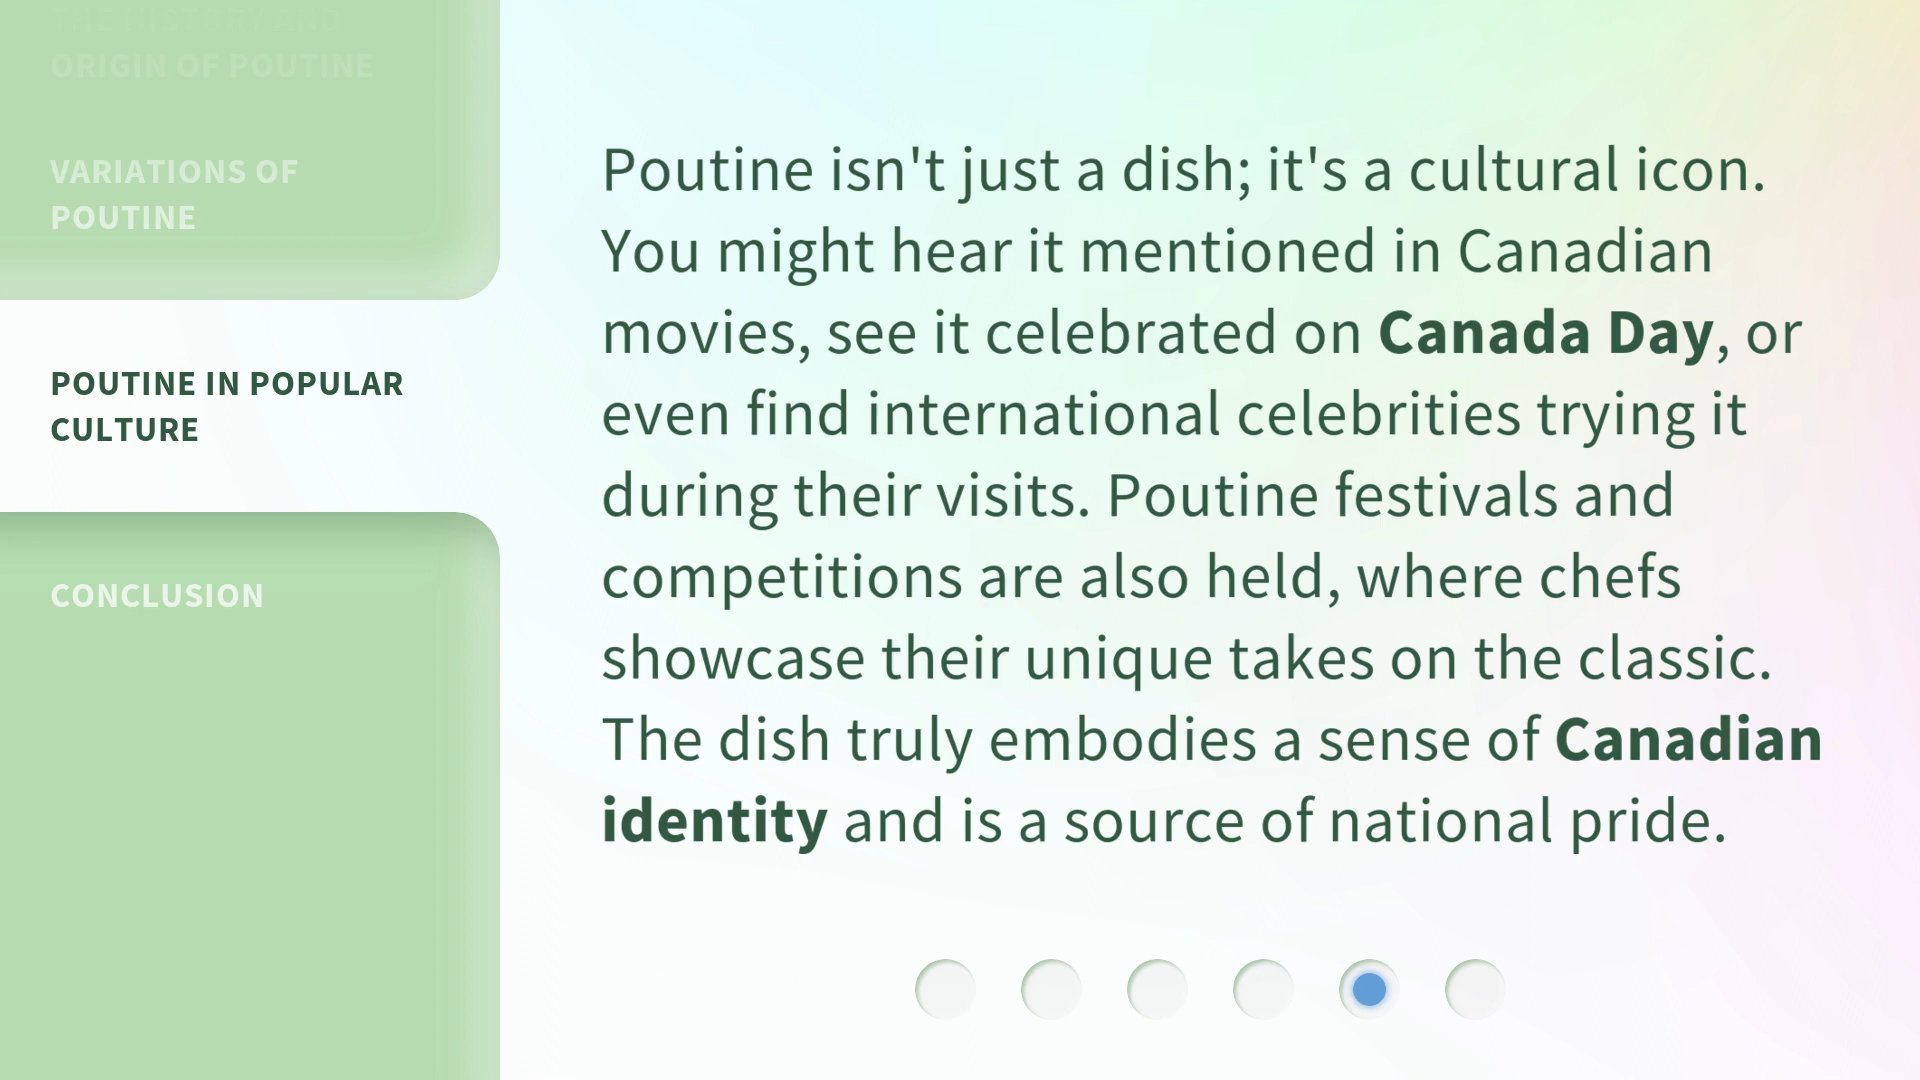 THE HISTORY AND
ORIGIN OF POUTINE
VARIATIONS OF
POUTINE
POUTINE IN POPULAR
CULTURE
CONCLUSION
Poutine isn't just a dish; it's a cultural icon.
You might hear it mentioned in Canadian
movies, see it celebrated on Canada Day, or
even find international celebrities trying it
during their visits. Poutine festivals and
competitions are also held, where chefs
showcase their unique takes on the classic.
The dish truly embodies a sense of Canadian
identity and is a source of national pride.